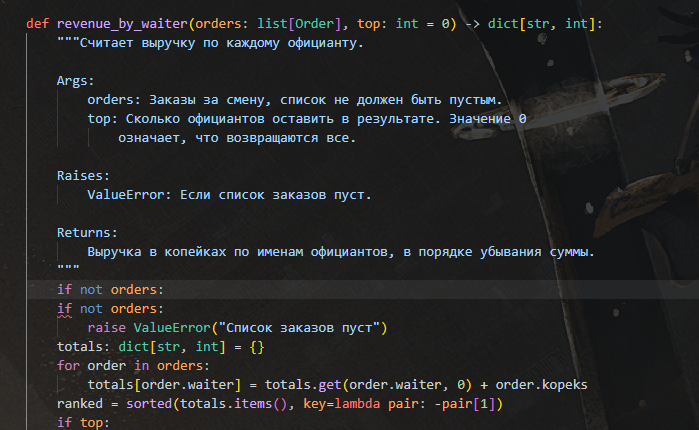 def revenue_by_waiter(orders: list[Order], top: int = 0) -> dict[str, int]:
    """Считает выручку по каждому официанту.

    Args:
        orders: Заказы за смену, список не должен быть пустым.
        top: Сколько официантов оставить в результате. Значение 0
            означает, что возвращаются все.

    Raises:
        ValueError: Если список заказов пуст.

    Returns:
        Выручка в копейках по именам официантов, в порядке убывания суммы.
    """
    if not orders:
    if not orders:
        raise ValueError("Список заказов пуст")
    totals: dict[str, int] = {}
    for order in orders:
        totals[order.waiter] = totals.get(order.waiter, 0) + order.kopeks
    ranked = sorted(totals.items(), key=lambda pair: -pair[1])
    if top: